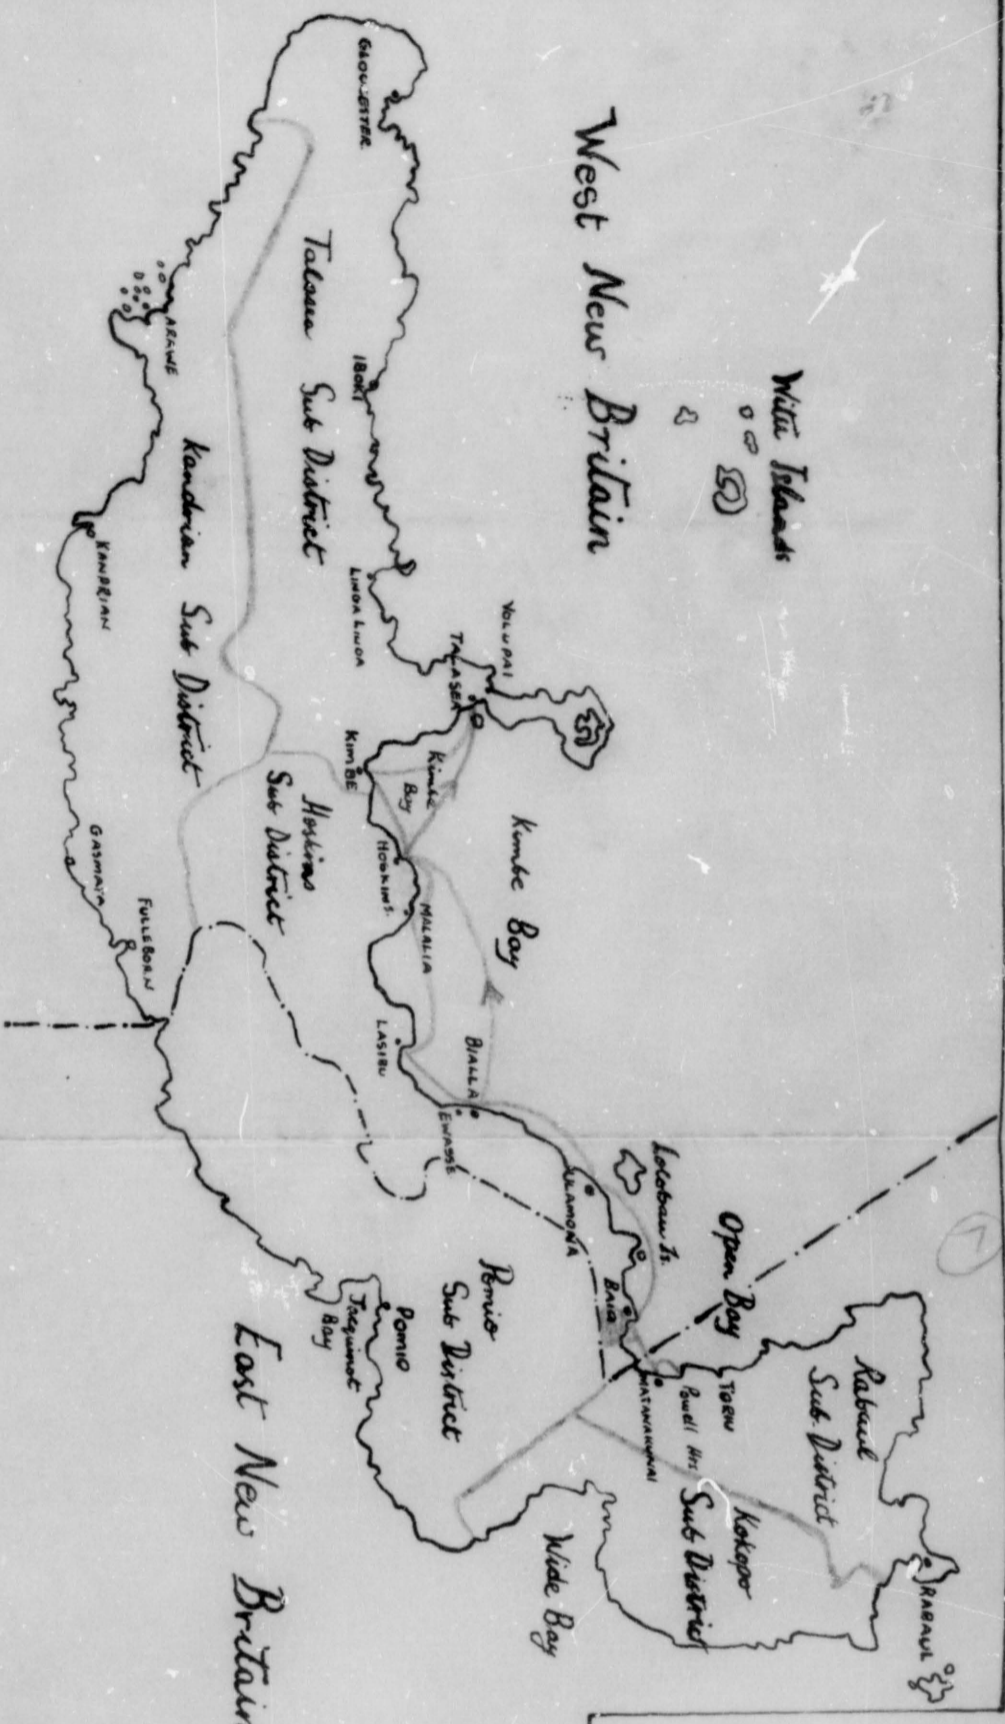 West New Britain
Witu Islands
GLOUCESTER
Talasea Sub District
IBOKI
LINGA LINGA
VOLUPAI
TALASEA
ARAWE
Kandrian Sub District
KANDRIAN
GASMATA
FULLEBORN
KIMBE
Kimbe
Bay
Hoskins
Sub District
HOSKINS
MALALIA
LASIBU
Kimbe Bay
BIALLA
EWASSE
ULAMONA
Lolobau Is.
BAIA
Open Bay
MATANAKUNAI
Powell Hrs
TORIU
Rabaul
Sub District
RABAUL
Kokopo
Sub District
Wide Bay
Pomio
Sub District
POMIO
Jacquinot
Bay
East New Britain